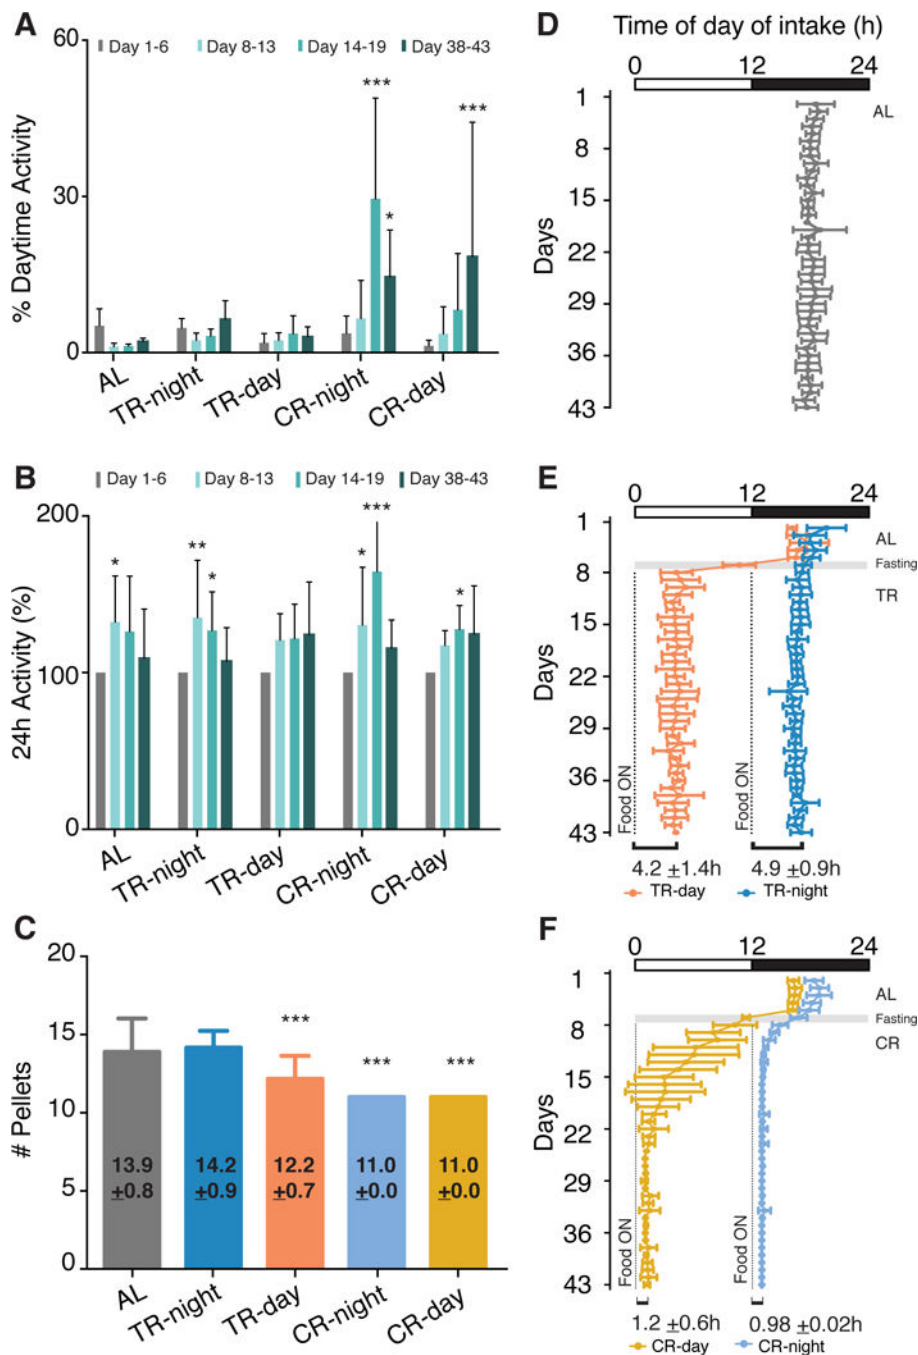 A
60
Day 1-6
Day 8-13
Day 14-19
Day 38-43
***
***
*
30
0
% Daytime Activity
AL
TR-night
TR-day
CR-night
CR-day
B
Day 1-6
Day 8-13
Day 14-19
Day 38-43
200
***
**
*
*
*
*
100
0
24h Activity (%)
AL
TR-night
TR-day
CR-night
CR-day
C
20
***
***
***
15
10
5
0
# Pellets
13.9 14.2 12.2 11.0 11.0
±0.8 ±0.9 ±0.7 ±0.0 ±0.0
AL
TR-night
TR-day
CR-night
CR-day
D
Time of day of intake (h)
0 12 24
AL
1
8
15
22
29
36
43
Days
E
0 12 24
AL
Fasting
TR
1
8
15
22
29
36
43
Days
Food ON
Food ON
4.2 ±1.4h 4.9 ±0.9h
TR-day TR-night
F
0 12 24
AL
Fasting
CR
1
8
15
22
29
36
43
Days
Food ON
Food ON
1.2 ±0.6h 0.98 ±0.02h
CR-day CR-night